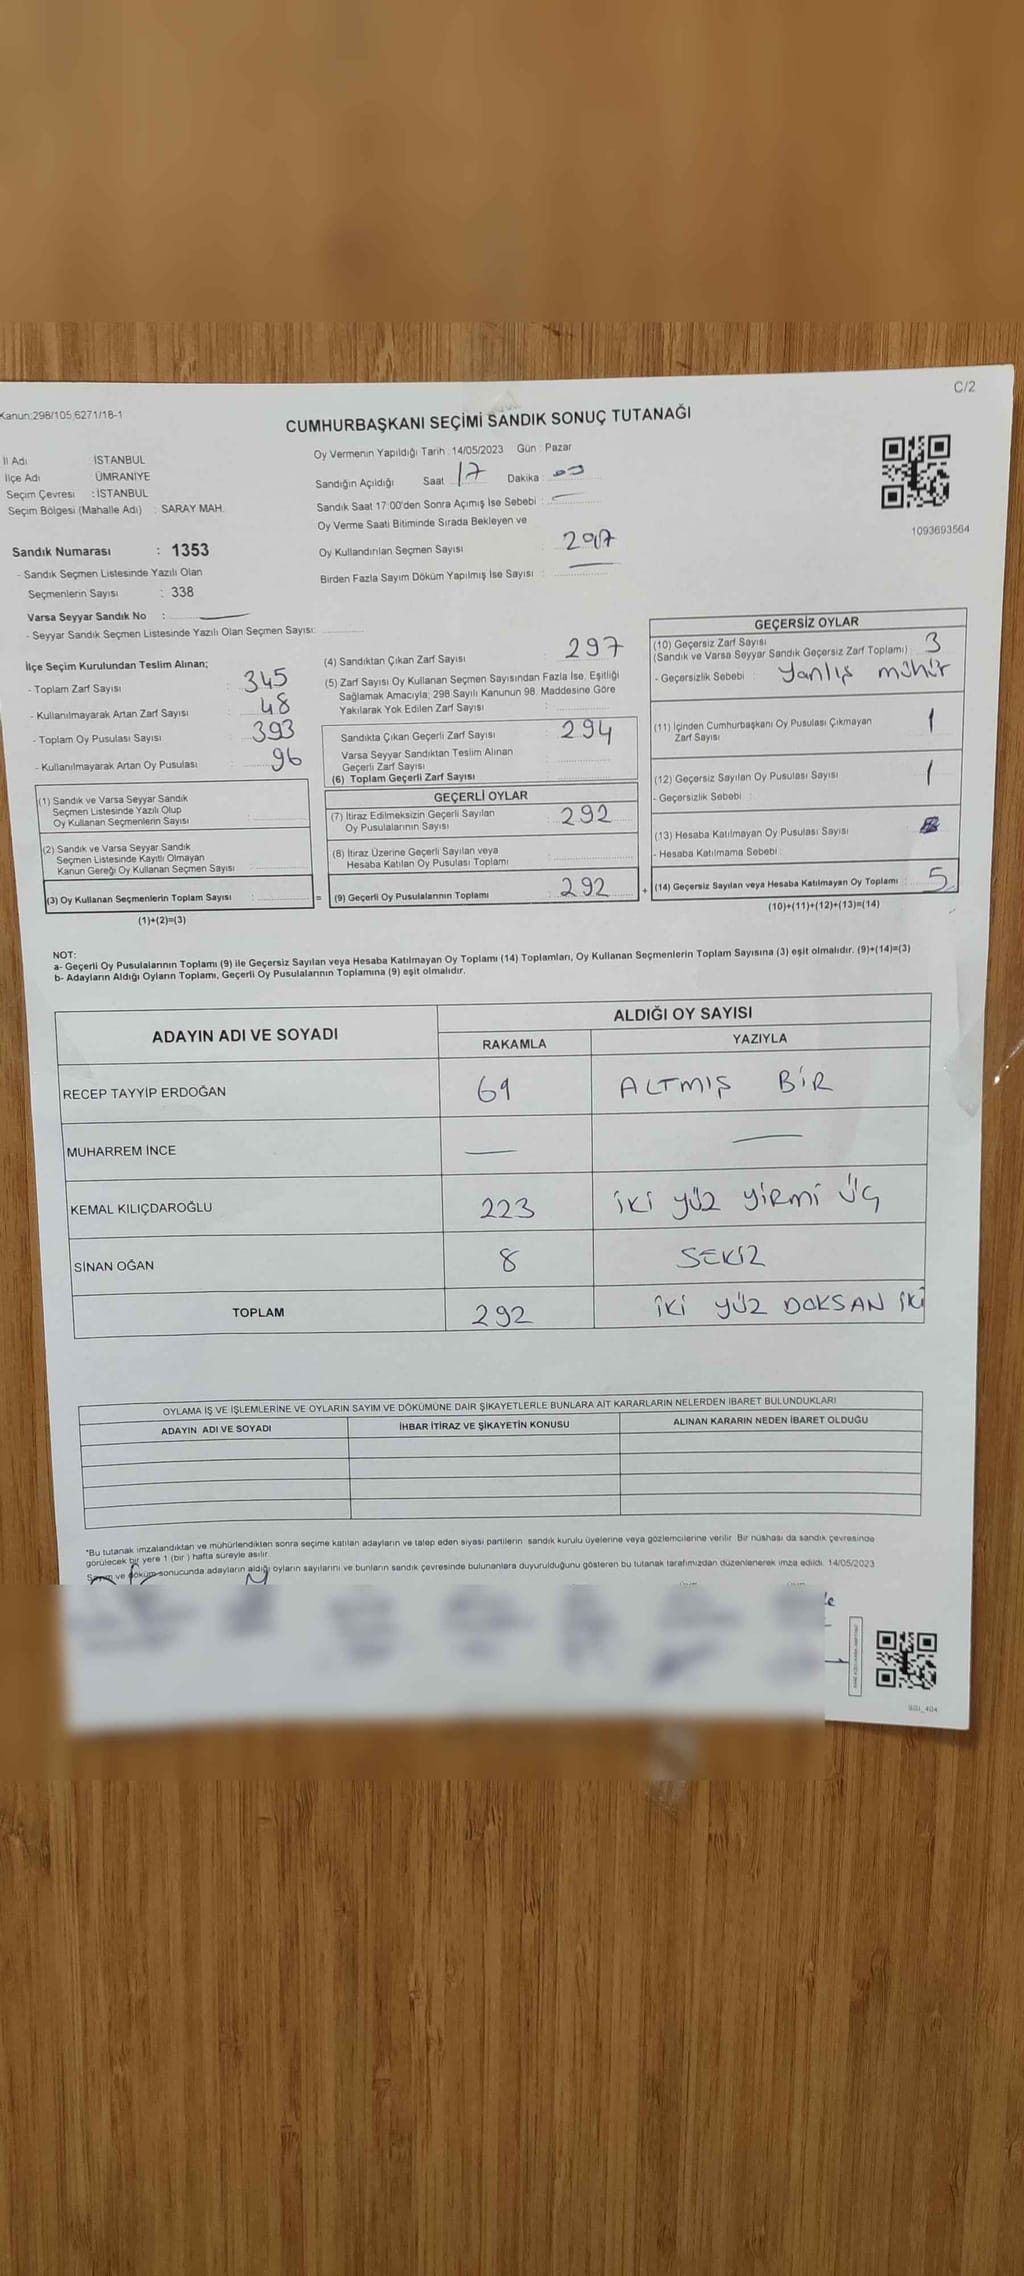 C/2
Kanun:298/105,6271/18-1
CUMHURBAŞKANI SEÇİMİ SANDIK SONUÇ TUTANAĞI
İl Adı : İSTANBUL
İlçe Adı : ÜMRANİYE
Seçim Çevresi : İSTANBUL
Seçim Bölgesi (Mahalle Adı) : SARAY MAH.
Sandık Numarası : 1353
- Sandık Seçmen Listesinde Yazılı Olan
Seçmenlerin Sayısı : 338
Varsa Seyyar Sandık No :
- Seyyar Sandık Seçmen Listesinde Yazılı Olan Seçmen Sayısı:
Oy Vermenin Yapıldığı Tarih : 14/05/2023 Gün : Pazar
Sandığın Açıldığı Saat 17 Dakika
Sandık Saat 17:00'den Sonra Açımış İse Sebebi :
Oy Verme Saati Bitiminde Sırada Bekleyen ve
Oy Kullandırılan Seçmen Sayısı : 297
Birden Fazla Sayım Döküm Yapılmış İse Sayısı :
1093693564
İlçe Seçim Kurulundan Teslim Alınan;
- Toplam Zarf Sayısı : 345
- Kullanılmayarak Artan Zarf Sayısı : 48
- Toplam Oy Pusulası Sayısı : 393
- Kullanılmayarak Artan Oy Pusulası : 96
(1) Sandık ve Varsa Seyyar Sandık
Seçmen Listesinde Yazılı Olup
Oy Kullanan Seçmenlerin Sayısı :
(2) Sandık ve Varsa Seyyar Sandık
Seçmen Listesinde Kayıtlı Olmayan
Kanun Gereği Oy Kullanan Seçmen Sayısı :
(3) Oy Kullanan Seçmenlerin Toplam Sayısı : =
(1)+(2)=(3)
(4) Sandıktan Çıkan Zarf Sayısı : 297
(5) Zarf Sayısı Oy Kullanan Seçmen Sayısından Fazla İse, Eşitliği
Sağlamak Amacıyla; 298 Sayılı Kanunun 98. Maddesine Göre
Yakılarak Yok Edilen Zarf Sayısı :
Sandıkta Çıkan Geçerli Zarf Sayısı : 294
Varsa Seyyar Sandıktan Teslim Alınan
Geçerli Zarf Sayısı :
(6) Toplam Geçerli Zarf Sayısı :
GEÇERLİ OYLAR
(7) İtiraz Edilmeksizin Geçerli Sayılan
Oy Pusulalarının Sayısı : 292
(8) İtiraz Üzerine Geçerli Sayılan veya
Hesaba Katılan Oy Pusulası Toplamı :
(9) Geçerli Oy Pusulalarının Toplamı : 292 +
GEÇERSİZ OYLAR
(10) Geçersiz Zarf Sayısı
(Sandık ve Varsa Seyyar Sandık Geçersiz Zarf Toplamı) : 3
- Geçersizlik Sebebi : Yanlış mühür
(11) İçinden Cumhurbaşkanı Oy Pusulası Çıkmayan
Zarf Sayısı : 1
(12) Geçersiz Sayılan Oy Pusulası Sayısı : 1
- Geçersizlik Sebebi :
(13) Hesaba Katılmayan Oy Pusulası Sayısı :
- Hesaba Katılmama Sebebi :
(14) Geçersiz Sayılan veya Hesaba Katılmayan Oy Toplamı : 5
(10)+(11)+(12)+(13)=(14)
NOT:
a- Geçerli Oy Pusulalarının Toplamı (9) ile Geçersiz Sayılan veya Hesaba Katılmayan Oy Toplamı (14) Toplamları, Oy Kullanan Seçmenlerin Toplam Sayısına (3) eşit olmalıdır. (9)+(14)=(3)
b- Adayların Aldığı Oyların Toplamı, Geçerli Oy Pusulalarının Toplamına (9) eşit olmalıdır.
ADAYIN ADI VE SOYADI ALDIĞI OY SAYISI
RAKAMLA YAZIYLA
RECEP TAYYİP ERDOĞAN 61 ALTMIŞ BİR
MUHARREM İNCE — —
KEMAL KILIÇDAROĞLU 223 İKİ YÜZ YİRMİ ÜÇ
SİNAN OĞAN 8 SEKİZ
TOPLAM 292 İKİ YÜZ DOKSAN İKİ
OYLAMA İŞ VE İŞLEMLERİNE VE OYLARIN SAYIM VE DÖKÜMÜNE DAİR ŞİKAYETLERLE BUNLARA AİT KARARLARIN NELERDEN İBARET BULUNDUKLARI
ADAYIN ADI VE SOYADI İHBAR İTİRAZ VE ŞİKAYETİN KONUSU ALINAN KARARIN NEDEN İBARET OLDUĞU
*Bu tutanak imzalandıktan ve mühürlendikten sonra seçime katılan adayların ve talep eden siyasi partilerin sandık kurulu üyelerine veya gözlemcilerine verilir. Bir nüshası da sandık çevresinde
görülecek bir yere 1 (bir ) hafta süreyle asılır.
Sayım ve döküm sonucunda adayların aldığı oyların sayılarını ve bunların sandık çevresinde bulunanlara duyurulduğunu gösteren bu tutanak tarafımızdan düzenlenerek imza edildi. 14/05/2023